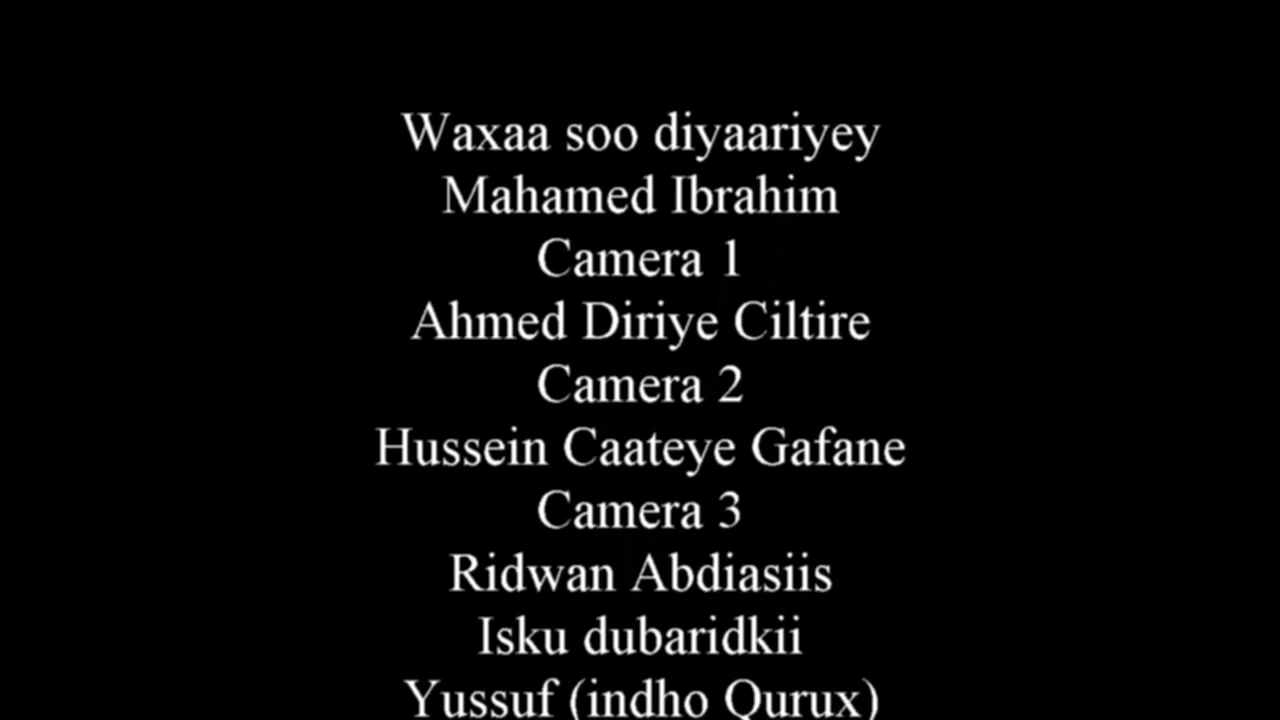 Waxaa soo diyaariyey
Mahamed Ibrahim
Camera 1
Ahmed Diriye Ciltire
Camera 2
Hussein Caateye Gafane
Camera 3
Ridwan Abdiasiis
Isku dubaridkii
Yussuf (indho Qurux)